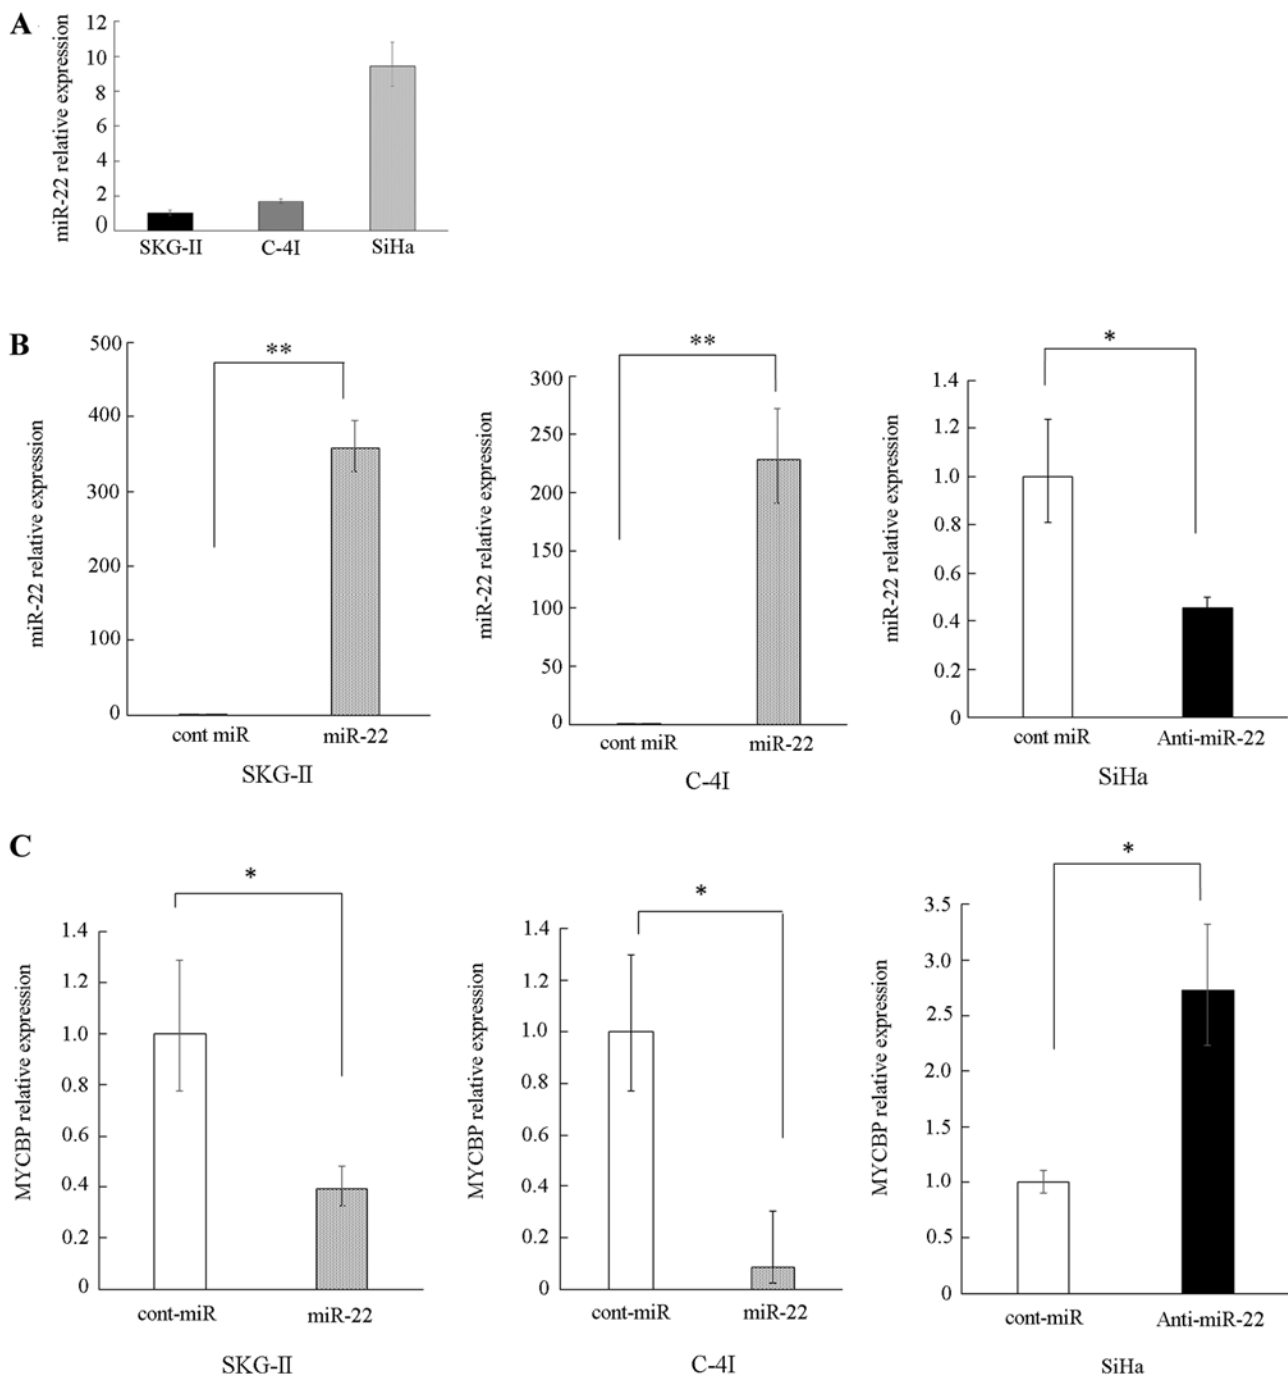 A
miR-22 relative expression
12
10
8
6
4
2
0
SKG-II
C-4I
SiHa
B
miR-22 relative expression
500
400
300
200
100
0
**
cont miR
miR-22
SKG-II
miR-22 relative expression
300
250
200
150
100
50
0
**
cont miR
miR-22
C-4I
miR-22 relative expression
1.4
1.2
1.0
0.8
0.6
0.4
0.2
0
*
cont miR
Anti-miR-22
SiHa
C
MYCBP relative expression
1.4
1.2
1.0
0.8
0.6
0.4
0.2
0
*
cont-miR
miR-22
SKG-II
MYCBP relative expression
1.4
1.2
1.0
0.8
0.6
0.4
0.2
0
*
cont-miR
miR-22
C-4I
MYCBP relative expression
3.5
3.0
2.5
2.0
1.5
1.0
0.5
0
*
cont-miR
Anti-miR-22
SiHa